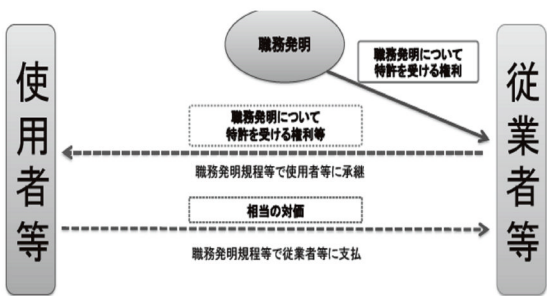 職務発明
職務発明について
特許を受ける権利
使用者等
従業者等
職務発明について
特許を受ける権利等
職務発明規程等で使用者等に承継
相当の対価
職務発明規程等で従業者等に支払